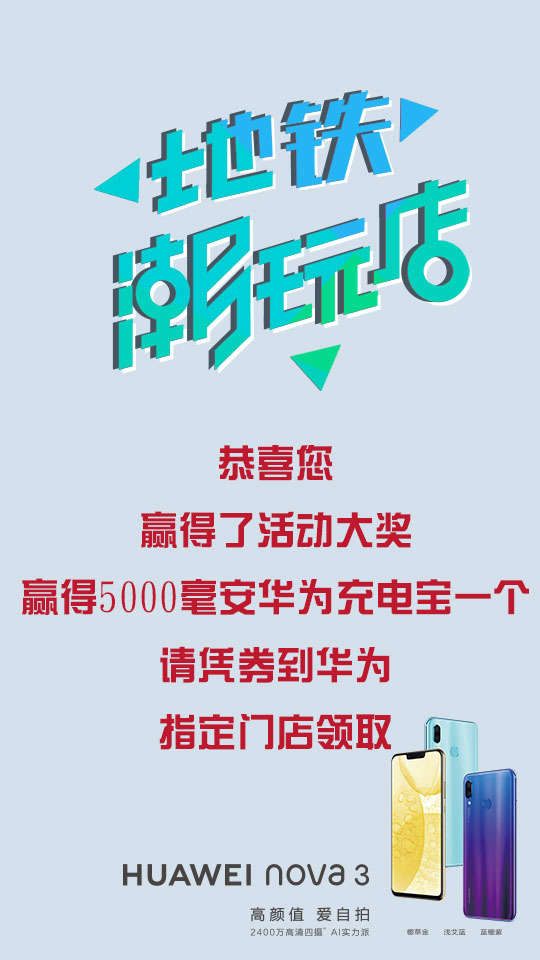 地铁
潮玩店
恭喜您
赢得了活动大奖
赢得5000毫安华为充电宝一个
请凭券到华为
指定门店领取
HUAWEI nova 3
高颜值 爱自拍
2400万高清四摄* AI实力派
樱草金 浅艾蓝 蓝楹紫